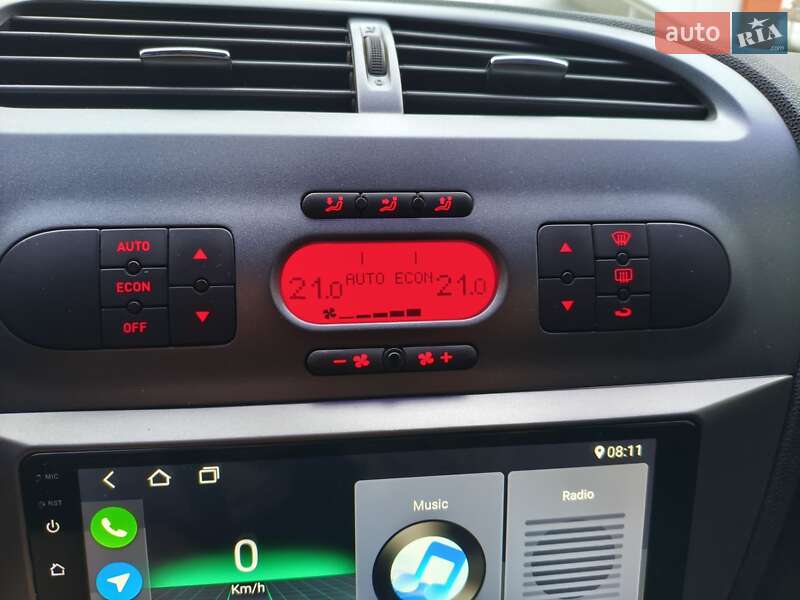 auto RIA .com
AUTO
ECON
OFF
21.0 AUTO ECON 21.0
MIC
RST
08:11
Music
Radio
0
Km/h